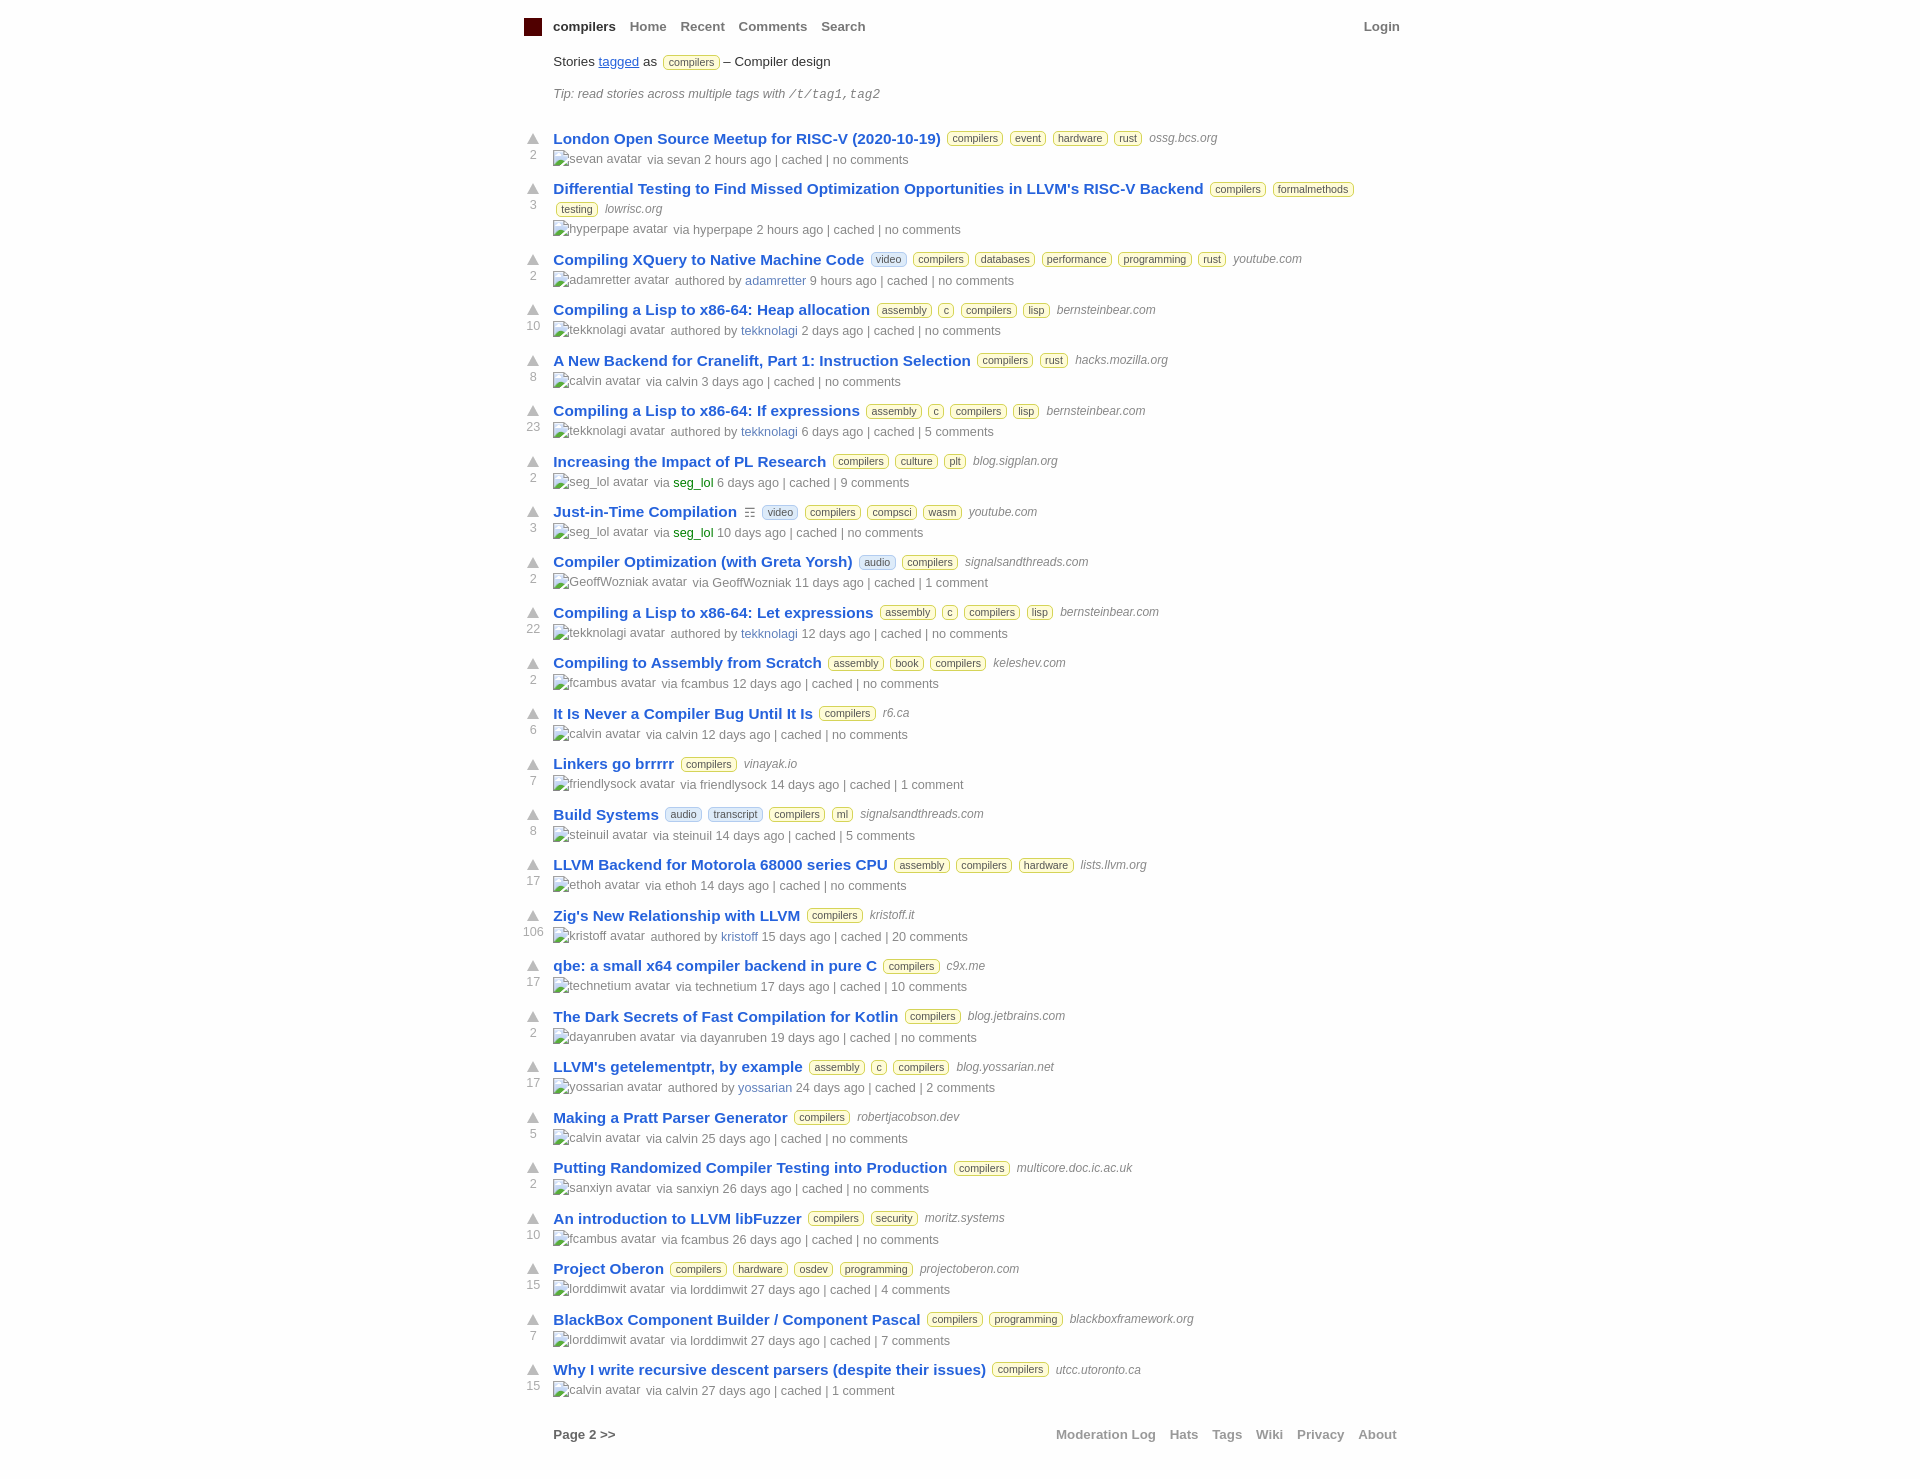 compilers Home Recent Comments Search Login
Stories tagged as compilers – Compiler design
Tip: read stories across multiple tags with /t/tag1,tag2
London Open Source Meetup for RISC-V (2020-10-19) compilers event hardware rust ossg.bcs.org
2 sevan avatar via sevan 2 hours ago | cached | no comments
Differential Testing to Find Missed Optimization Opportunities in LLVM's RISC-V Backend compilers formalmethods
3 testing lowrisc.org
hyperpape avatar via hyperpape 2 hours ago | cached | no comments
Compiling XQuery to Native Machine Code video compilers databases performance programming rust youtube.com
2 adamretter avatar authored by adamretter 9 hours ago | cached | no comments
Compiling a Lisp to x86-64: Heap allocation assembly c compilers lisp bernsteinbear.com
10 tekknolagi avatar authored by tekknolagi 2 days ago | cached | no comments
A New Backend for Cranelift, Part 1: Instruction Selection compilers rust hacks.mozilla.org
8 calvin avatar via calvin 3 days ago | cached | no comments
Compiling a Lisp to x86-64: If expressions assembly c compilers lisp bernsteinbear.com
23 tekknolagi avatar authored by tekknolagi 6 days ago | cached | 5 comments
Increasing the Impact of PL Research compilers culture plt blog.sigplan.org
2 seg_lol avatar via seg_lol 6 days ago | cached | 9 comments
Just-in-Time Compilation ☶ video compilers compsci wasm youtube.com
3 seg_lol avatar via seg_lol 10 days ago | cached | no comments
Compiler Optimization (with Greta Yorsh) audio compilers signalsandthreads.com
2 GeoffWozniak avatar via GeoffWozniak 11 days ago | cached | 1 comment
Compiling a Lisp to x86-64: Let expressions assembly c compilers lisp bernsteinbear.com
22 tekknolagi avatar authored by tekknolagi 12 days ago | cached | no comments
Compiling to Assembly from Scratch assembly book compilers keleshev.com
2 fcambus avatar via fcambus 12 days ago | cached | no comments
It Is Never a Compiler Bug Until It Is compilers r6.ca
6 calvin avatar via calvin 12 days ago | cached | no comments
Linkers go brrrrr compilers vinayak.io
7 friendlysock avatar via friendlysock 14 days ago | cached | 1 comment
Build Systems audio transcript compilers ml signalsandthreads.com
8 steinuil avatar via steinuil 14 days ago | cached | 5 comments
LLVM Backend for Motorola 68000 series CPU assembly compilers hardware lists.llvm.org
17 ethoh avatar via ethoh 14 days ago | cached | no comments
Zig's New Relationship with LLVM compilers kristoff.it
106 kristoff avatar authored by kristoff 15 days ago | cached | 20 comments
qbe: a small x64 compiler backend in pure C compilers c9x.me
17 technetium avatar via technetium 17 days ago | cached | 10 comments
The Dark Secrets of Fast Compilation for Kotlin compilers blog.jetbrains.com
2 dayanruben avatar via dayanruben 19 days ago | cached | no comments
LLVM's getelementptr, by example assembly c compilers blog.yossarian.net
17 yossarian avatar authored by yossarian 24 days ago | cached | 2 comments
Making a Pratt Parser Generator compilers robertjacobson.dev
5 calvin avatar via calvin 25 days ago | cached | no comments
Putting Randomized Compiler Testing into Production compilers multicore.doc.ic.ac.uk
2 sanxiyn avatar via sanxiyn 26 days ago | cached | no comments
An introduction to LLVM libFuzzer compilers security moritz.systems
10 fcambus avatar via fcambus 26 days ago | cached | no comments
Project Oberon compilers hardware osdev programming projectoberon.com
15 lorddimwit avatar via lorddimwit 27 days ago | cached | 4 comments
BlackBox Component Builder / Component Pascal compilers programming blackboxframework.org
7 lorddimwit avatar via lorddimwit 27 days ago | cached | 7 comments
Why I write recursive descent parsers (despite their issues) compilers utcc.utoronto.ca
15 calvin avatar via calvin 27 days ago | cached | 1 comment
Page 2 >> Moderation Log Hats Tags Wiki Privacy About